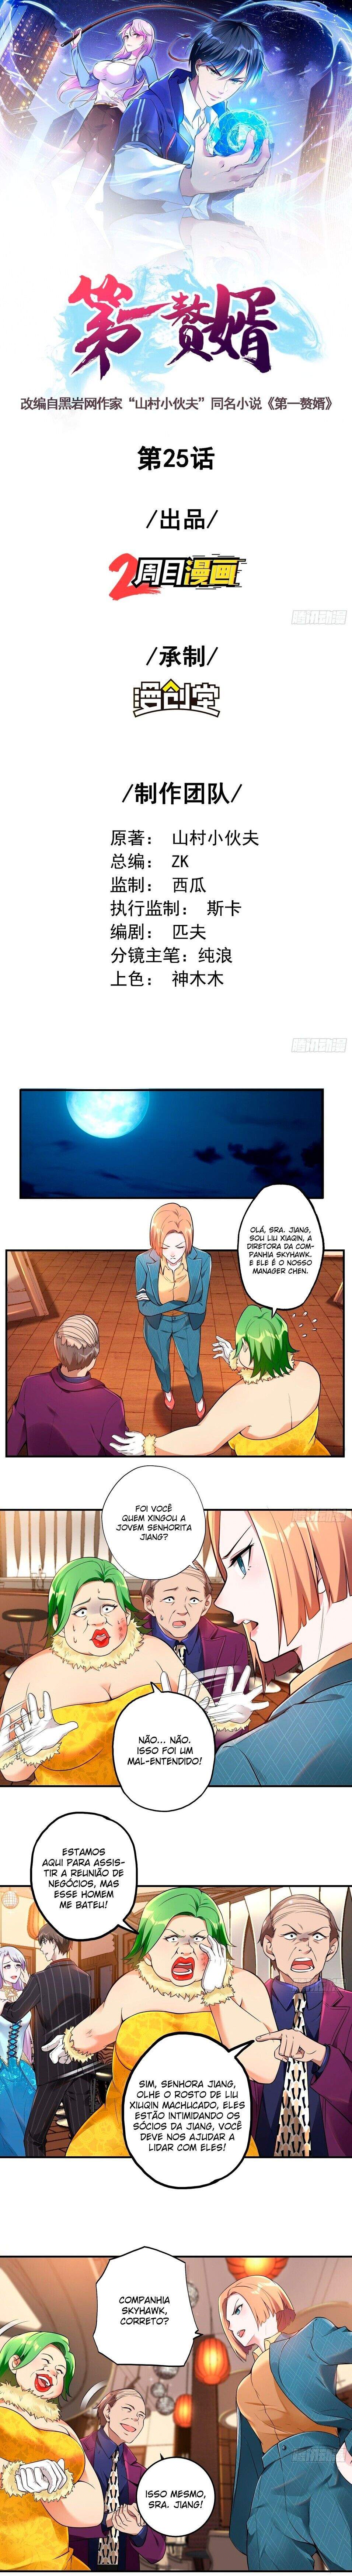 第一赘婿
改编自黑岩网作家“山村小伙夫”同名小说《第一赘婿》
第25话
/出品/
2周目漫画
腾讯动漫
/承制/
漫创堂
/制作团队/
原著： 山村小伙夫
总编： ZK
监制： 西瓜
执行监制： 斯卡
编剧： 匹夫
分镜主笔：纯浪
上色： 神木木
腾讯动漫
OLÁ, SRA. JIANG,
SOU LIU XIAQIN, A
DIRETORA DA COM-
PANHIA SKYHAWK.
E ELE É O NOSSO
MANAGER CHEN.
FOI VOCÊ
QUEM XINGOU A
JOVEM SENHORITA
JIANG?
NÃO... NÃO.
ISSO FOI UM
MAL-ENTENDIDO!
ESTAMOS
AQUI PARA ASSIS-
TIR A REUNIÃO DE
NEGÓCIOS, MAS
ESSE HOMEM
ME BATEU!
SIM, SENHORA JIANG,
OLHE O ROSTO DE LIU
XIUQIN MACHUCADO, ELES
ESTÃO INTIMIDANDO OS
SÓCIOS DA JIANG, VOCÊ
DEVE NOS AJUDAR A
LIDAR COM ELES!
COMPANHIA
SKYHAWK,
CORRETO?
ISSO MESMO,
SRA. JIANG!